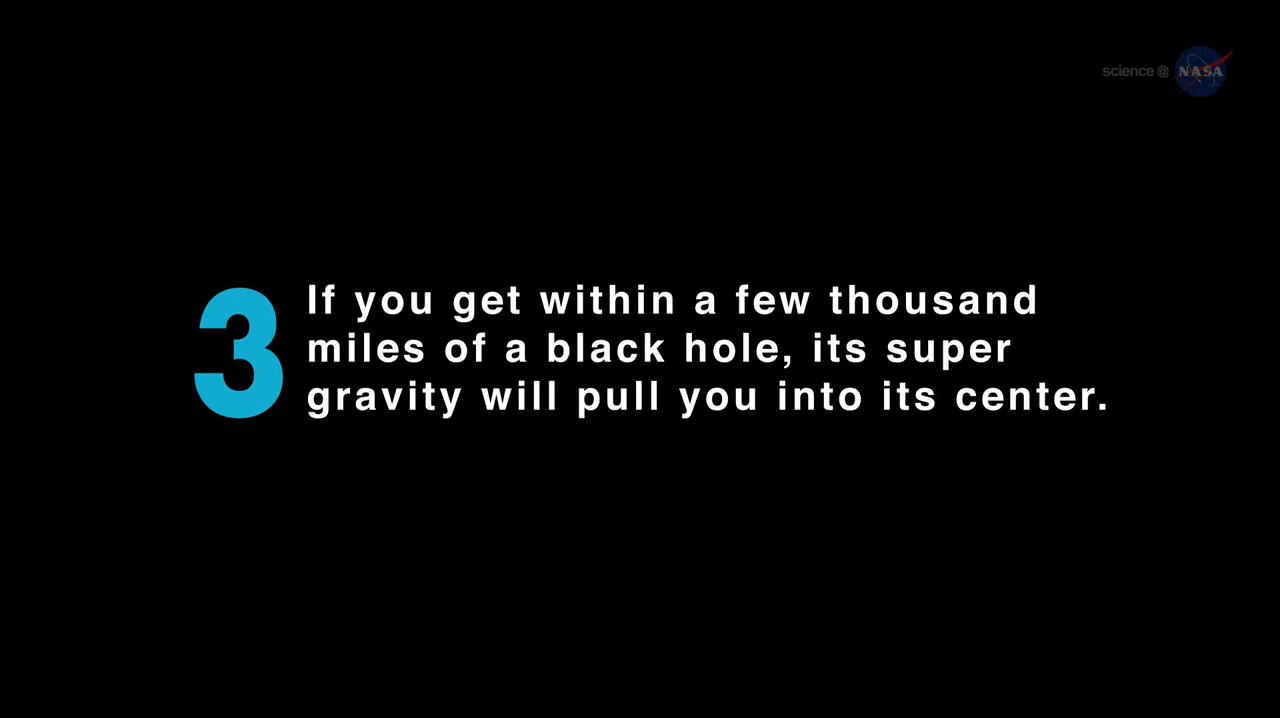 science @ NASA
3
If you get within a few thousand
miles of a black hole, its super
gravity will pull you into its center.